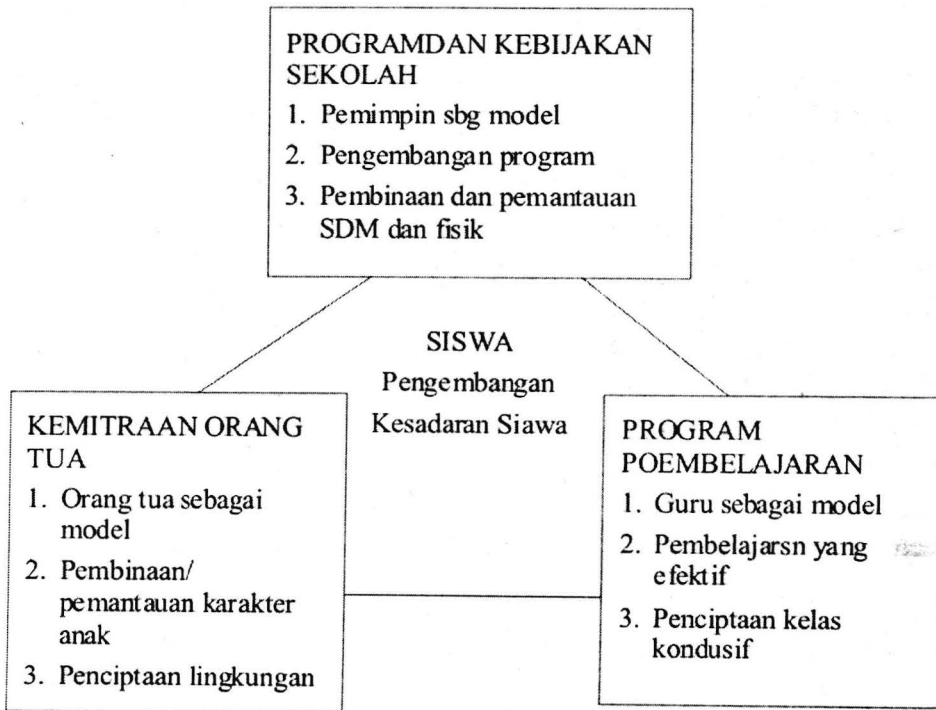 PROGRAMDAN KEBIJAKAN
SEKOLAH
1. Pemimpin sbg model
2. Pengembangan program
3. Pembinaan dan pemantauan
SDM dan fisik
SISWA
Pengembangan
Kesadaran Siawa
KEMITRAAN ORANG
TUA
1. Orang tua sebagai
model
2. Pembinaan/
pemantauan karakter
anak
3. Penciptaan lingkungan
PROGRAM
POEMBELAJARAN
1. Guru sebagai model
2. Pembelajarsn yang
efektif
3. Penciptaan kelas
kondusif